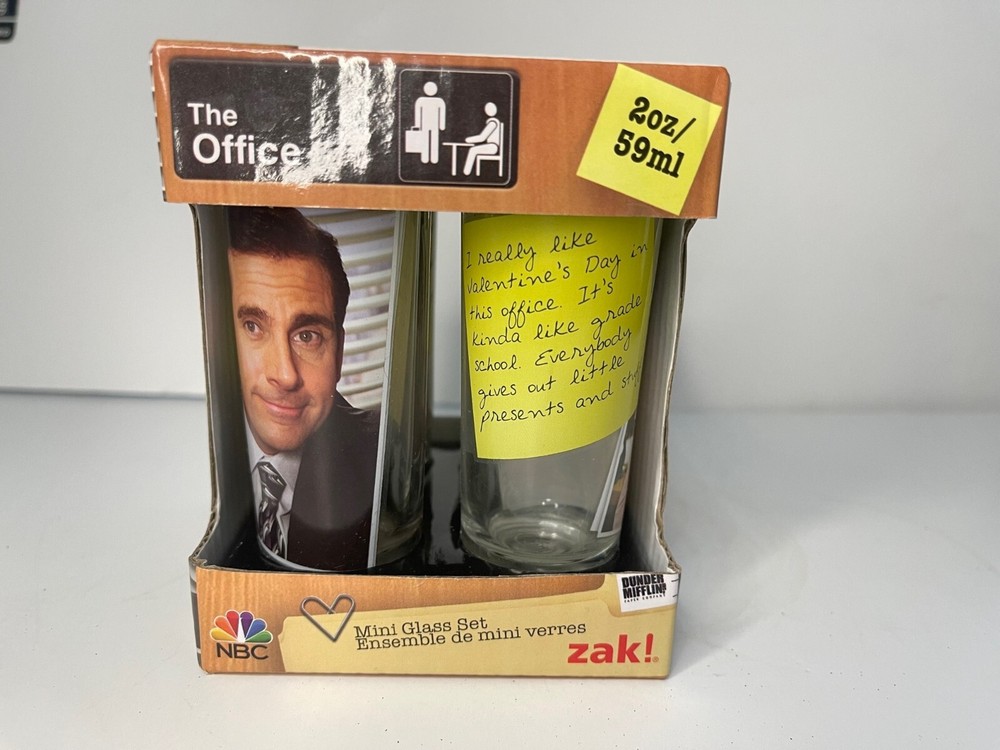 The
Office
2oz/
59ml
I really like
Valentine's Day in
this office. It's
kinda like grade
school. Everybody
gives out little
presents and
DUNDER
MIFFLIN
NBC
Mini Glass Set
Ensemble de mini verres
zak!